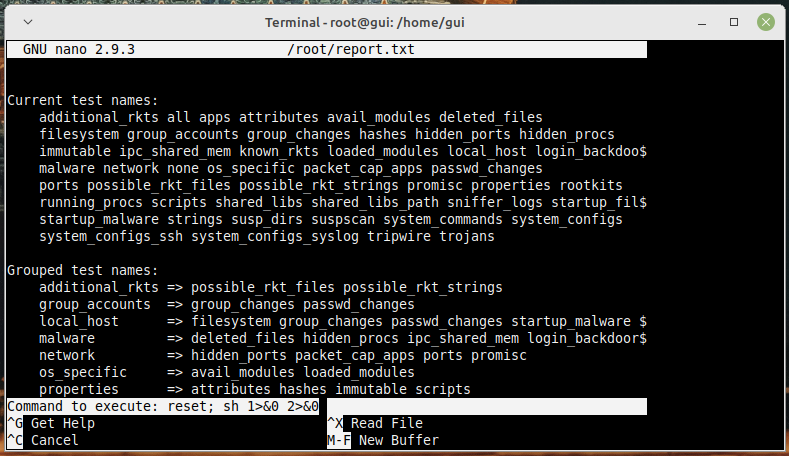 Terminal - root@gui: /home/gui
GNU nano 2.9.3 /root/report.txt
Current test names:
additional_rkts all apps attributes avail_modules deleted_files
filesystem group_accounts group_changes hashes hidden_ports hidden_procs
immutable ipc_shared_mem known_rkts loaded_modules local_host login_backdoo$
malware network none os_specific packet_cap_apps passwd_changes
ports possible_rkt_files possible_rkt_strings promisc properties rootkits
running_procs scripts shared_libs shared_libs_path sniffer_logs startup_fil$
startup_malware strings susp_dirs suspscan system_commands system_configs
system_configs_ssh system_configs_syslog tripwire trojans
Grouped test names:
additional_rkts => possible_rkt_files possible_rkt_strings
group_accounts => group_changes passwd_changes
local_host => filesystem group_changes passwd_changes startup_malware $
malware => deleted_files hidden_procs ipc_shared_mem login_backdoor$
network => hidden_ports packet_cap_apps ports promisc
os_specific => avail_modules loaded_modules
properties => attributes hashes immutable scripts
Command to execute: reset; sh 1>&0 2>&0
^G Get Help ^X Read File
^C Cancel M-F New Buffer